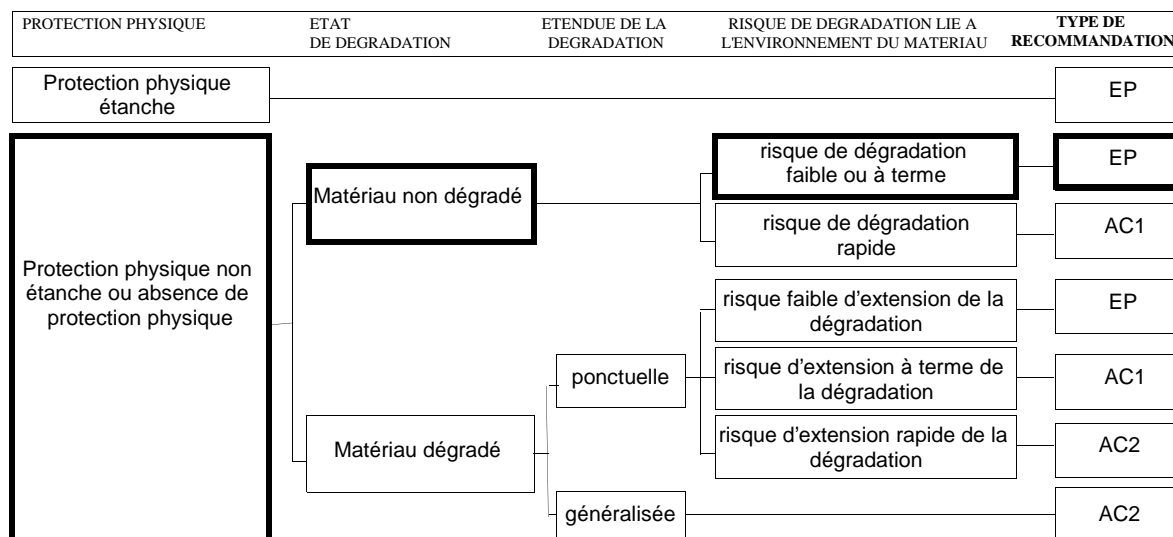 PROTECTION PHYSIQUE
ETAT
DE DEGRADATION
ETENDUE DE LA
DEGRADATION
RISQUE DE DEGRADATION LIE A
L'ENVIRONNEMENT DU MATERIAU
TYPE DE
RECOMMANDATION
Protection physique
étanche
EP
Protection physique non
étanche ou absence de
protection physique
Matériau non dégradé
risque de dégradation
faible ou à terme
EP
risque de dégradation
rapide
AC1
Matériau dégradé
ponctuelle
risque faible d'extension de la
dégradation
EP
risque d'extension à terme de
la dégradation
AC1
risque d'extension rapide de la
dégradation
AC2
généralisée
AC2